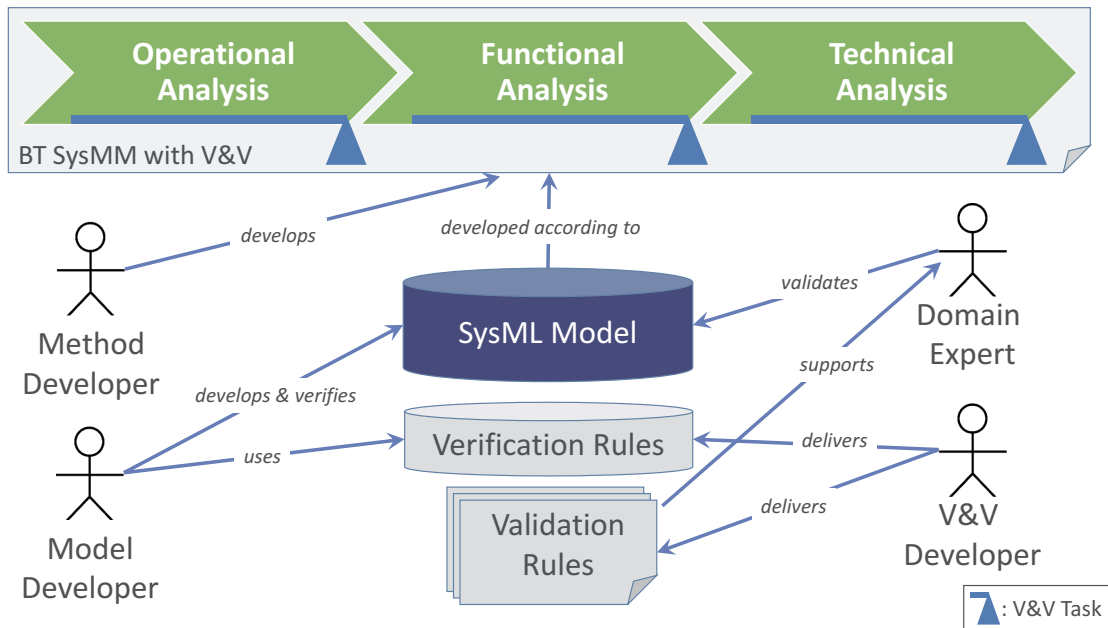 Operational
Analysis
Functional
Analysis
Technical
Analysis
BT SysMM with V&V
develops
developed according to
Method
Developer
SysML Model
validates
Domain
Expert
supports
develops & verifies
Verification Rules
uses
delivers
Model
Developer
Validation
Rules
delivers
V&V
Developer
: V&V Task